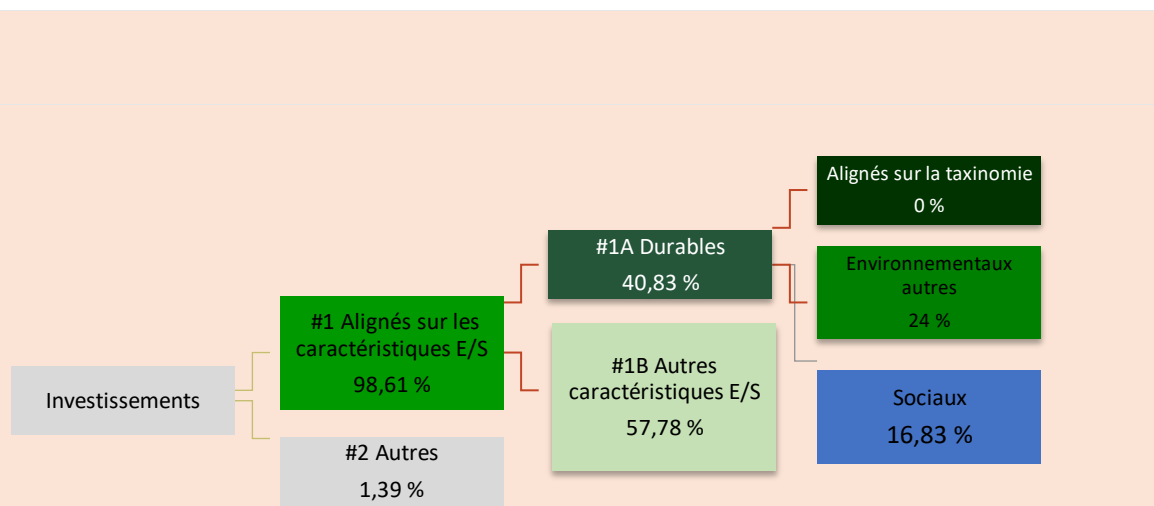 Investissements
#1 Alignés sur les
caractéristiques E/S
98,61 %
#2 Autres
1,39 %
#1A Durables
40,83 %
#1B Autres
caractéristiques E/S
57,78 %
Alignés sur la taxinomie
0 %
Environnementaux
autres
24 %
Sociaux
16,83 %